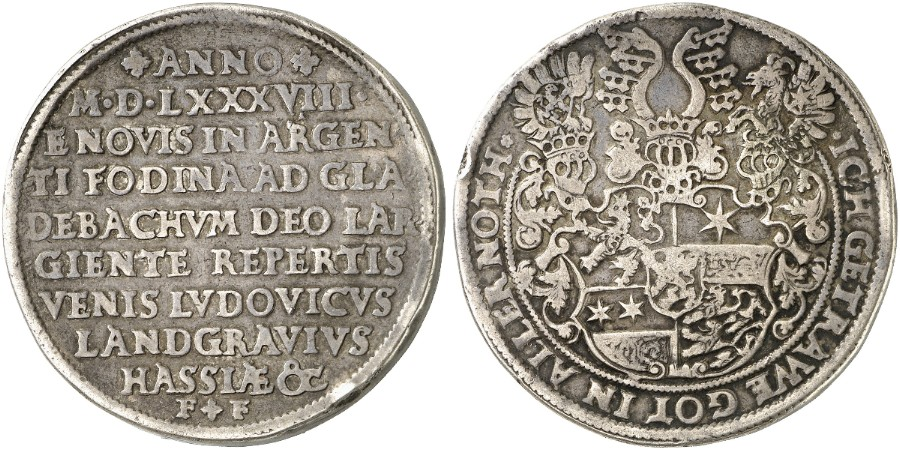 ANNO
M·D·LXXXVIII·
E NOVIS IN ARGEN
TI FODINA AD GLA
DEBACHVM DEO LAR
GIENTE REPERTIS
VENIS LVDOVICVS
LANDGRAVIVS
HASSIÆ &C
F + F
·ICH·GETRAWE GOT IN ALLER NOTH·